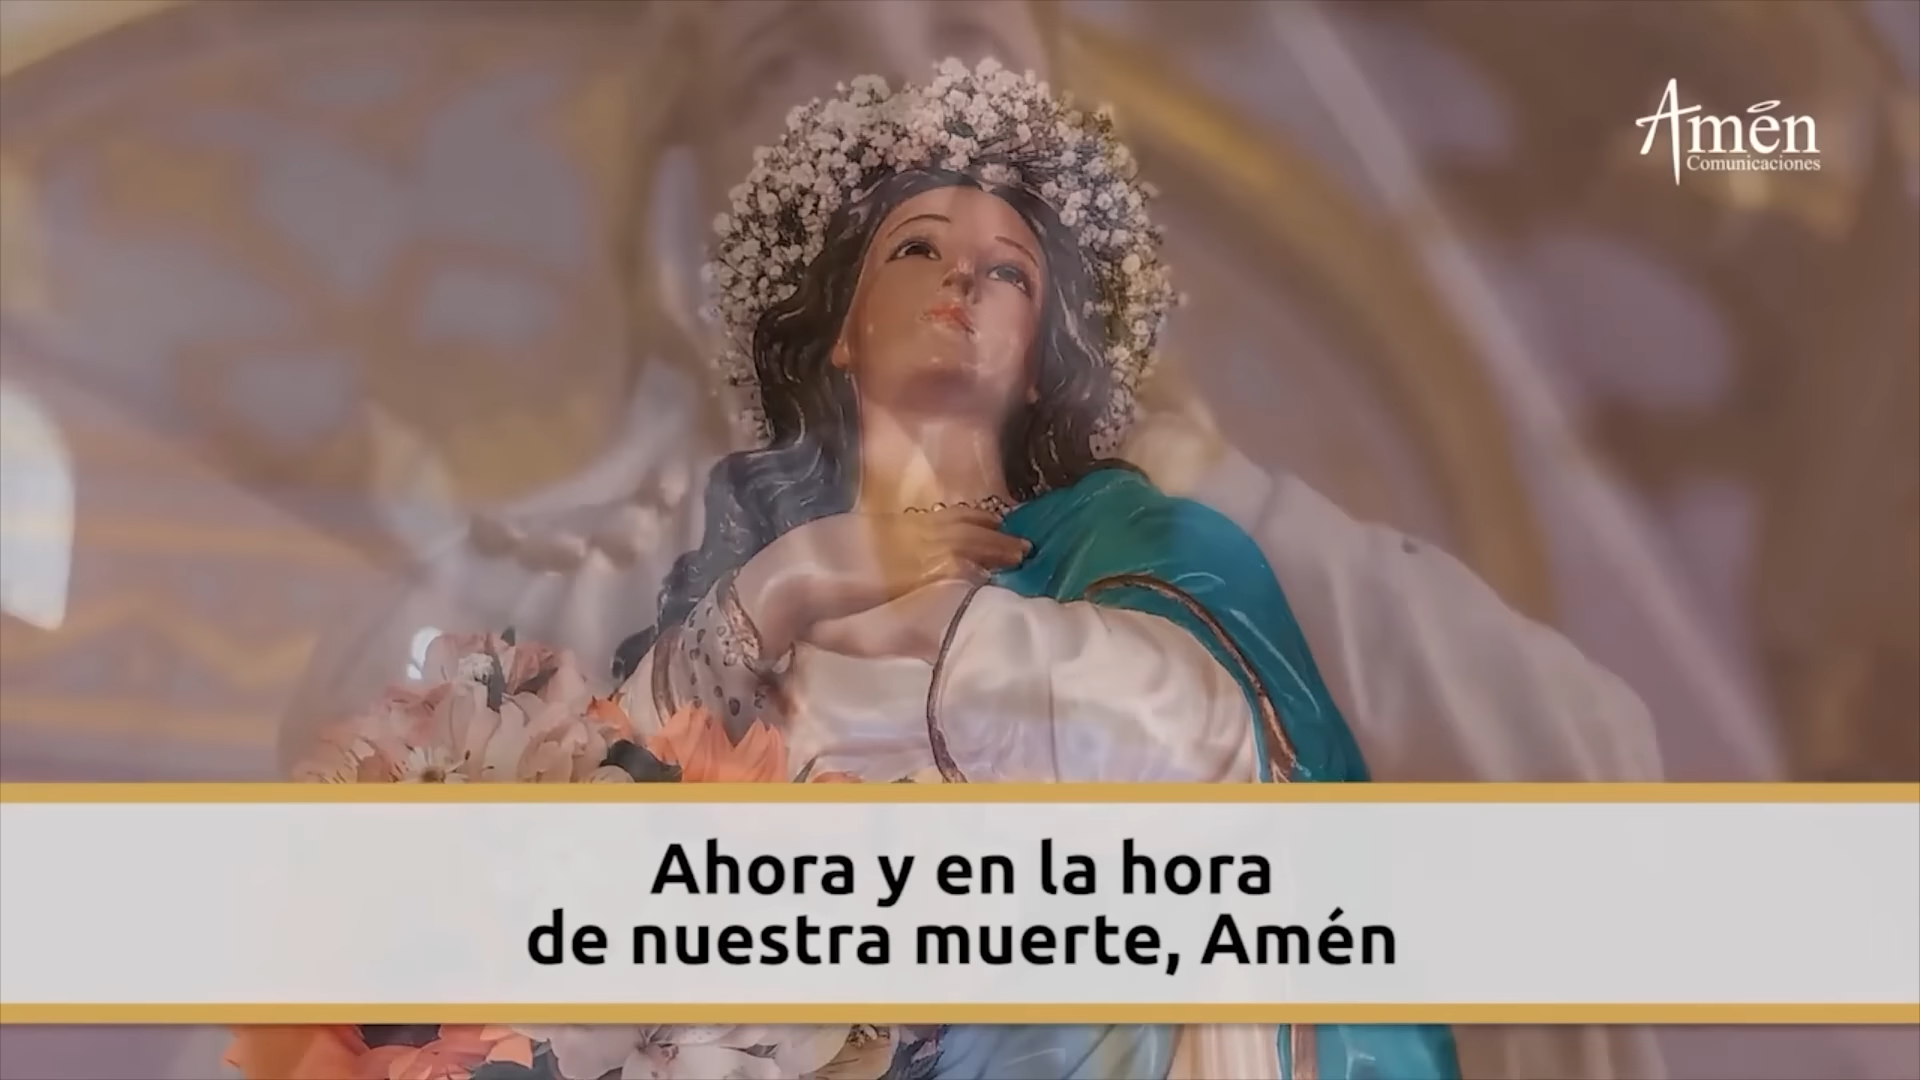 Amén
Comunicaciones
Ahora y en la hora
de nuestra muerte, Amén